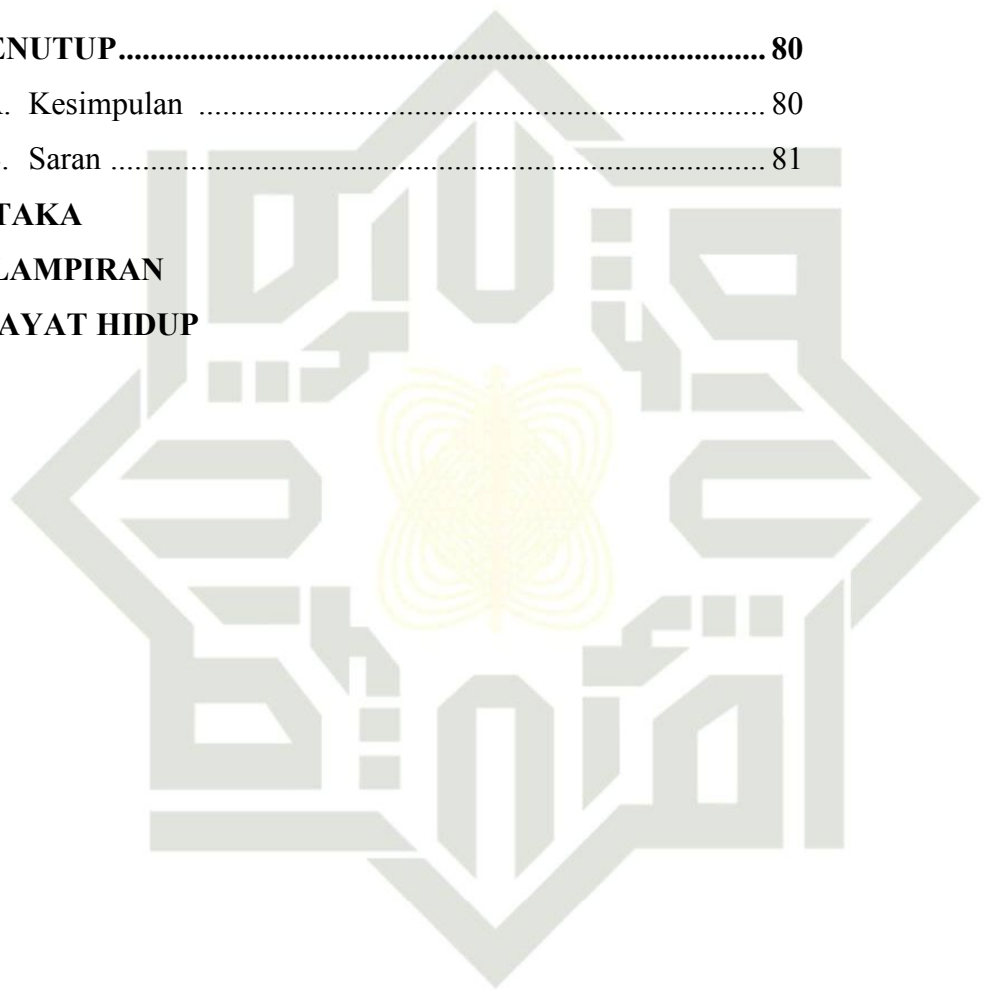 ENUTUP.................................................................................. 80
. Kesimpulan ....................................................................... 80
. Saran .................................................................................. 81
TAKA
LAMPIRAN
AYAT HIDUP